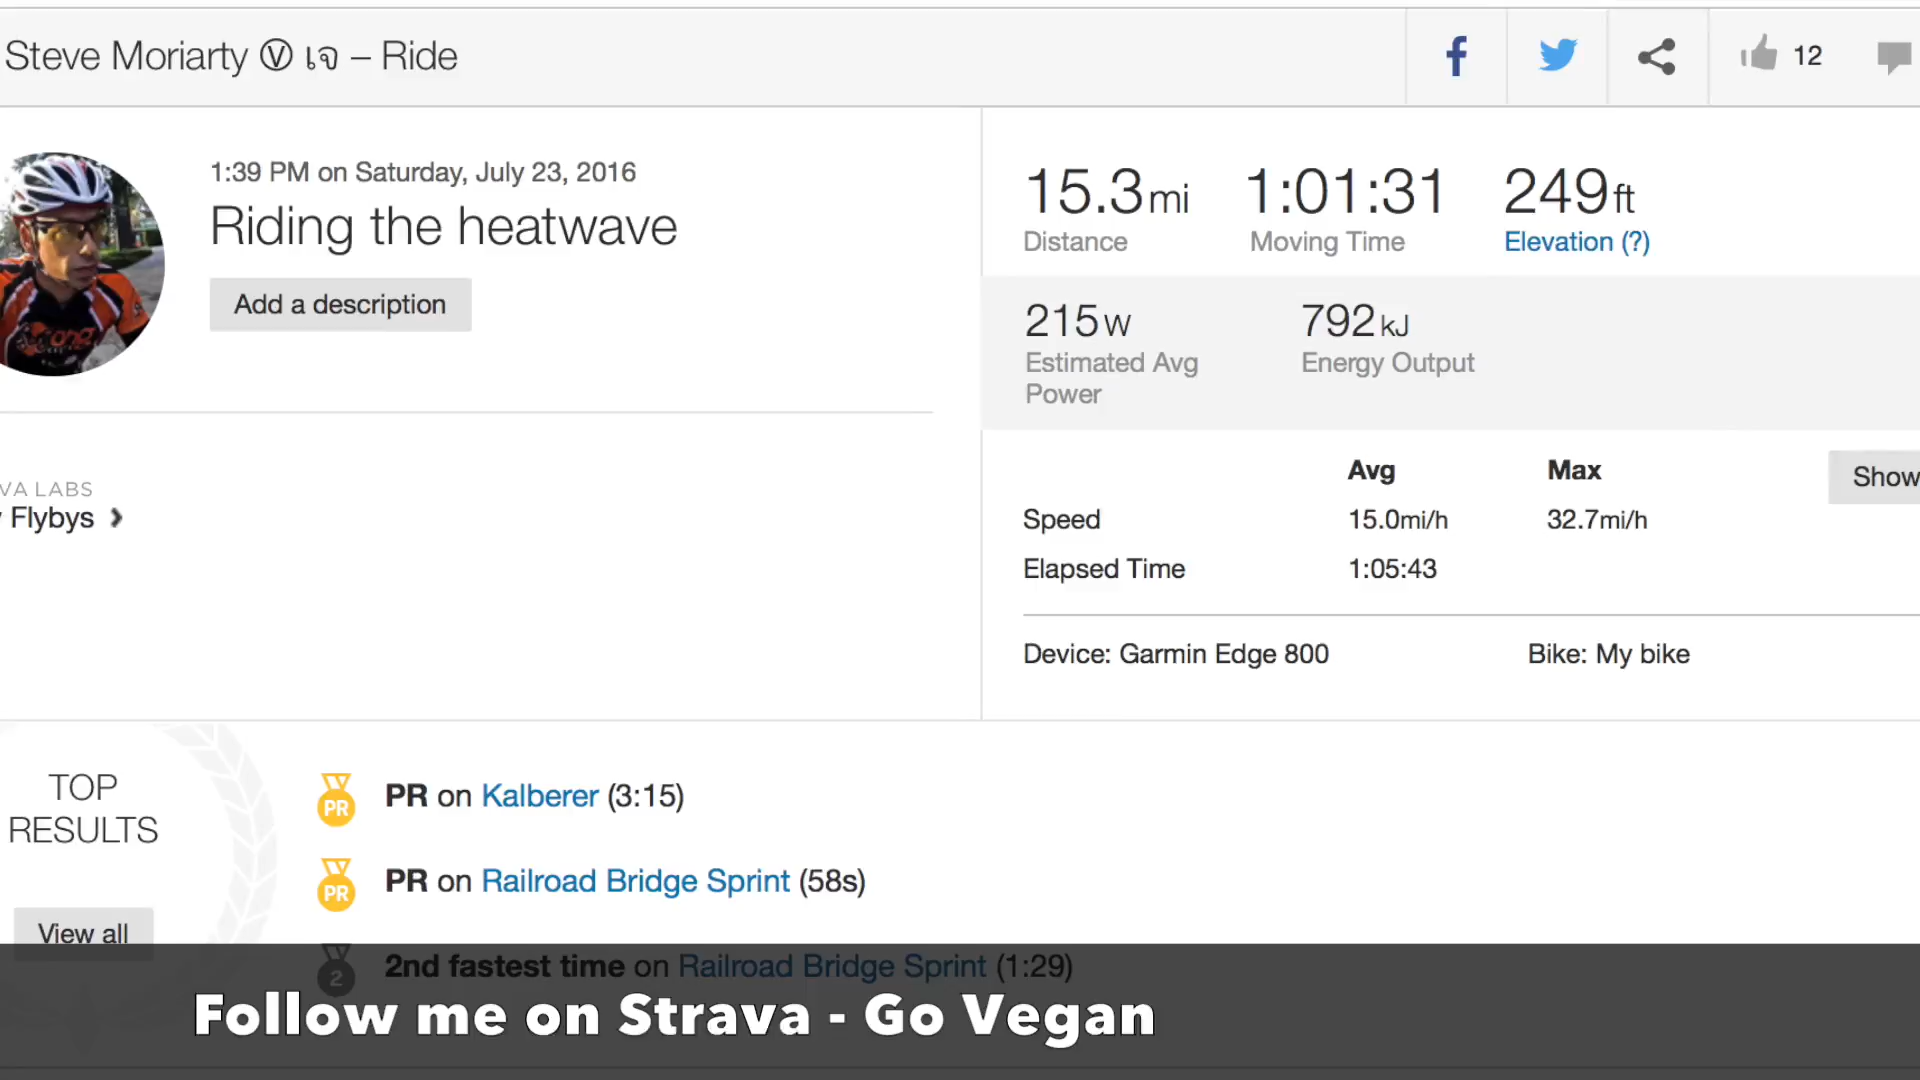 Steve Moriarty Ⓥ เจ – Ride
12
1:39 PM on Saturday, July 23, 2016
Riding the heatwave
Add a description
15.3mi
Distance
1:01:31
Moving Time
249ft
Elevation (?)
215W
Estimated Avg
Power
792kJ
Energy Output
VA LABS
Flybys
Avg
Max
Show
Speed
15.0mi/h
32.7mi/h
Elapsed Time
1:05:43
Device: Garmin Edge 800
Bike: My bike
TOP
RESULTS
View all
PR
PR on Kalberer (3:15)
PR
PR on Railroad Bridge Sprint (58s)
2
2nd fastest time on Railroad Bridge Sprint (1:29)
Follow me on Strava - Go Vegan